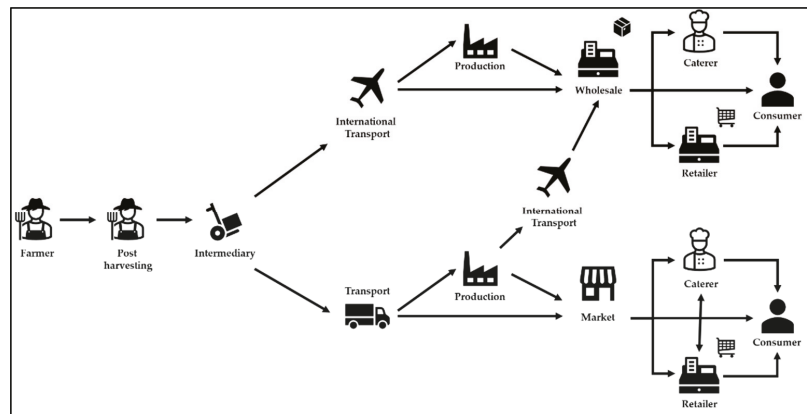 Production
Wholesale
Caterer
Consumer
International
Transport
Retailer
International
Transport
Farmer
Post
harvesting
Intermediary
Transport
Production
Market
Caterer
Consumer
Retailer